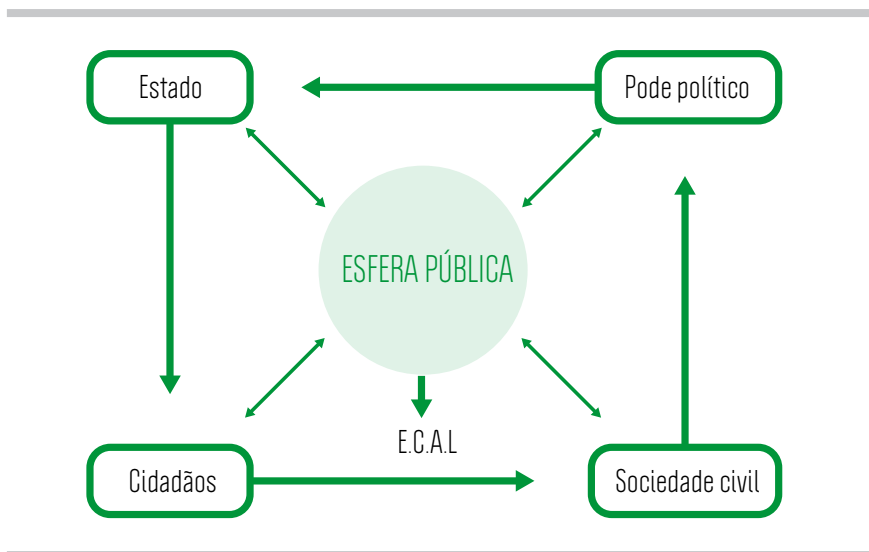 Estado
Pode político
ESFERA PÚBLICA
E.C.A.L
Cidadãos
Sociedade civil